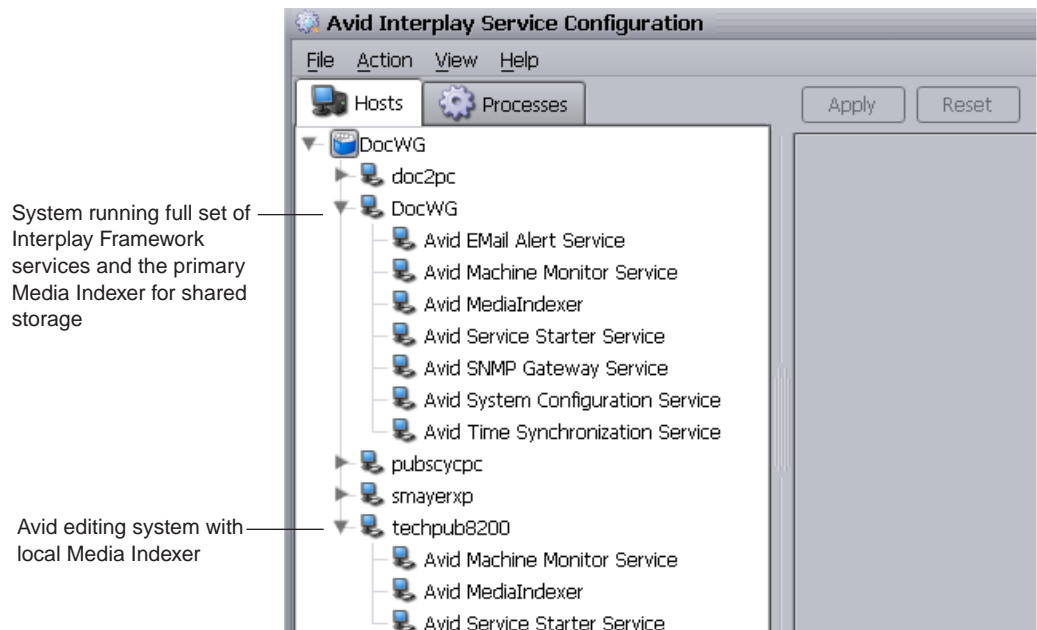 Avid Interplay Service Configuration
File Action View Help
Hosts Processes Apply Reset
DocWG
doc2pc
DocWG
Avid EMail Alert Service
Avid Machine Monitor Service
Avid MediaIndexer
Avid Service Starter Service
Avid SNMP Gateway Service
Avid System Configuration Service
Avid Time Synchronization Service
pubscycpc
smayerxp
techpub8200
Avid Machine Monitor Service
Avid MediaIndexer
Avid Service Starter Service
System running full set of
Interplay Framework
services and the primary
Media Indexer for shared
storage
Avid editing system with
local Media Indexer